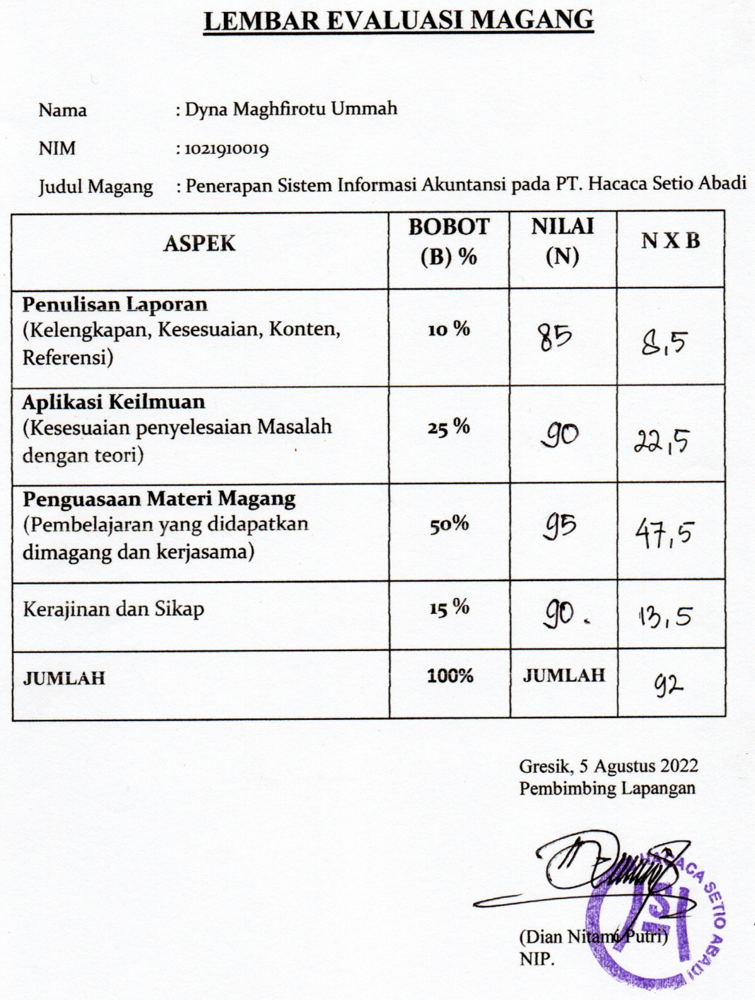 LEMBAR EVALUASI MAGANG
Nama : Dyna Maghfirotu Ummah
NIM : 1021910019
Judul Magang : Penerapan Sistem Informasi Akuntansi pada PT. Hacaca Setio Abadi
ASPEK BOBOT (B) % NILAI (N) N X B
Penulisan Laporan
(Kelengkapan, Kesesuaian, Konten,
Referensi)
10 % 85 8,5
Aplikasi Keilmuan
(Kesesuaian penyelesaian Masalah
dengan teori)
25 % 90 22,5
Penguasaan Materi Magang
(Pembelajaran yang didapatkan
dimagang dan kerjasama)
50% 95 47,5
Kerajinan dan Sikap 15 % 90. 13,5
JUMLAH 100% JUMLAH 92
Gresik, 5 Agustus 2022
Pembimbing Lapangan
HACACA SETIO ABADI
(Dian Nitami Putri)
NIP.